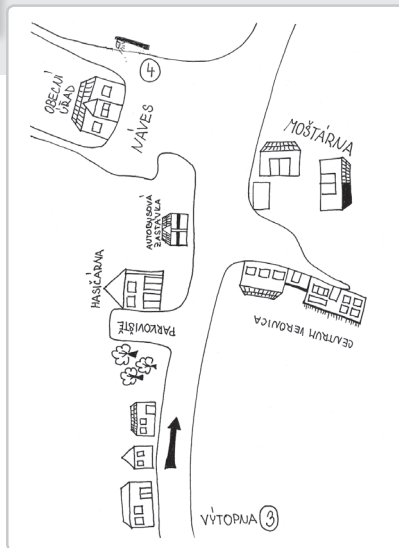 4
OBECNÍ
ÚŘAD
NÁVES
MOŠTÁRNA
AUTOBUSOVÁ
ZASTÁVKA
HASIČÁRNA
CENTRUM VERONICA
PARKOVIŠTĚ
VÝTOPNA 3